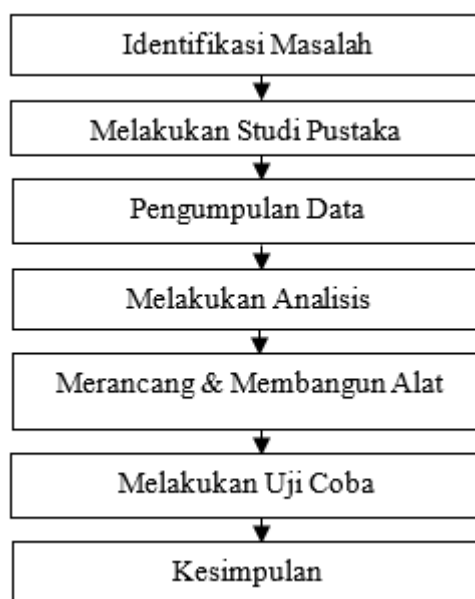 Identifikasi Masalah
Melakukan Studi Pustaka
Pengumpulan Data
Melakukan Analisis
Merancang & Membangun Alat
Melakukan Uji Coba
Kesimpulan